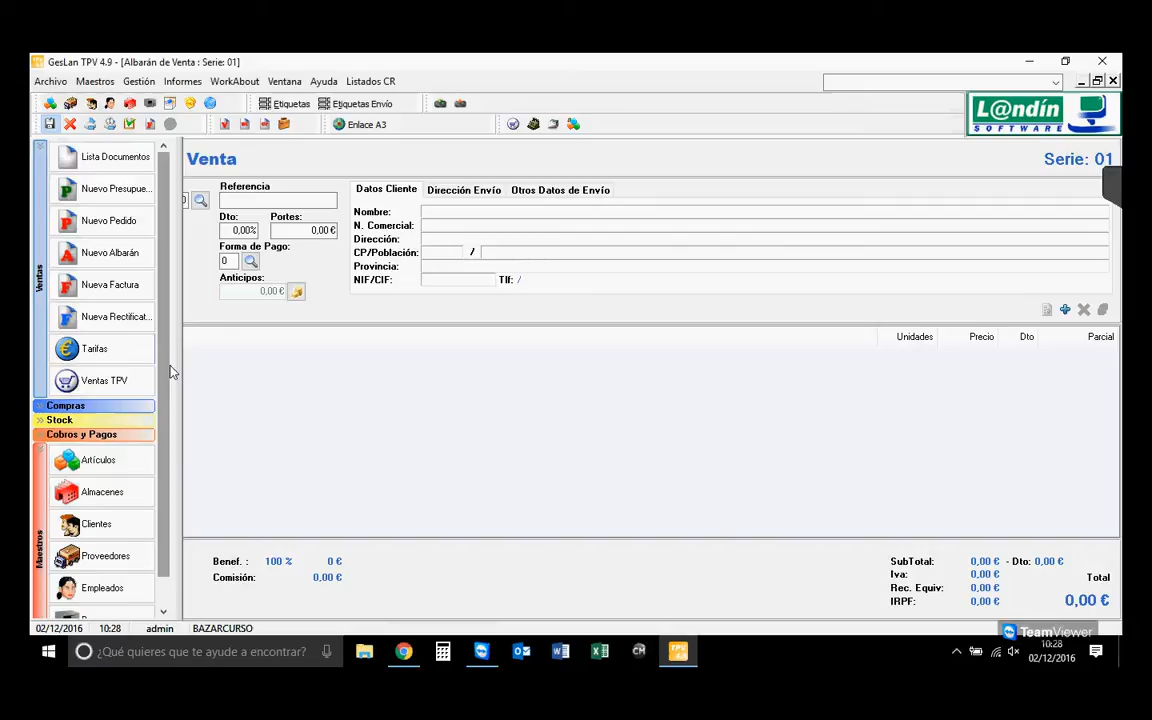 GesLan TPV 4.9 - [Albarán de Venta : Serie: 01]
Archivo Maestros Gestión Informes WorkAbout Ventana Ayuda Listados CR
Etiquetas Etiquetas Envío
Enlace A3
L@ndín
SOFTWARE
Venta Serie: 01
Ventas
Lista Documentos
Nuevo Presupue...
Nuevo Pedido
Nuevo Albarán
Nueva Factura
Nueva Rectificat...
Tarifas
Ventas TPV
Compras
Stock
Cobros y Pagos
Maestros
Artículos
Almacenes
Clientes
Proveedores
Empleados
Referencia
Dto: Portes:
0,00% 0,00 €
Forma de Pago:
0
Anticipos:
0,00 €
Datos Cliente Dirección Envío Otros Datos de Envío
Nombre:
N. Comercial:
Dirección:
CP/Población: /
Provincia:
NIF/CIF: Tlf: /
Unidades Precio Dto Parcial
Benef. : 100 % 0 €
Comisión: 0,00 €
SubTotal: 0,00 € - Dto: 0,00 €
Iva: 0,00 € Total
Rec. Equiv: 0,00 €
IRPF: 0,00 € 0,00 €
02/12/2016 10:28 admin BAZARCURSO
TeamViewer
¿Qué quieres que te ayude a encontrar?
TPV
4.9
10:28
02/12/2016